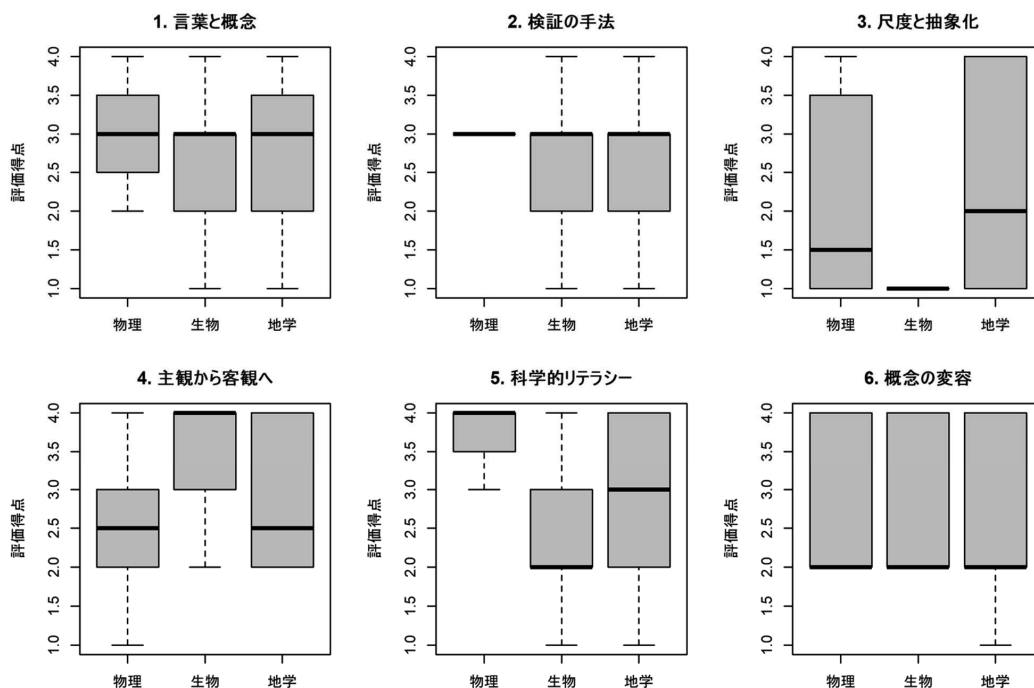 1. 言葉と概念
評価得点
4.0
3.5
3.0
2.5
2.0
1.5
1.0
物理 生物 地学
2. 検証の手法
評価得点
4.0
3.5
3.0
2.5
2.0
1.5
1.0
物理 生物 地学
3. 尺度と抽象化
評価得点
4.0
3.5
3.0
2.5
2.0
1.5
1.0
物理 生物 地学
4. 主観から客観へ
評価得点
4.0
3.5
3.0
2.5
2.0
1.5
1.0
物理 生物 地学
5. 科学的リテラシー
評価得点
4.0
3.5
3.0
2.5
2.0
1.5
1.0
物理 生物 地学
6. 概念の変容
評価得点
4.0
3.5
3.0
2.5
2.0
1.5
1.0
物理 生物 地学